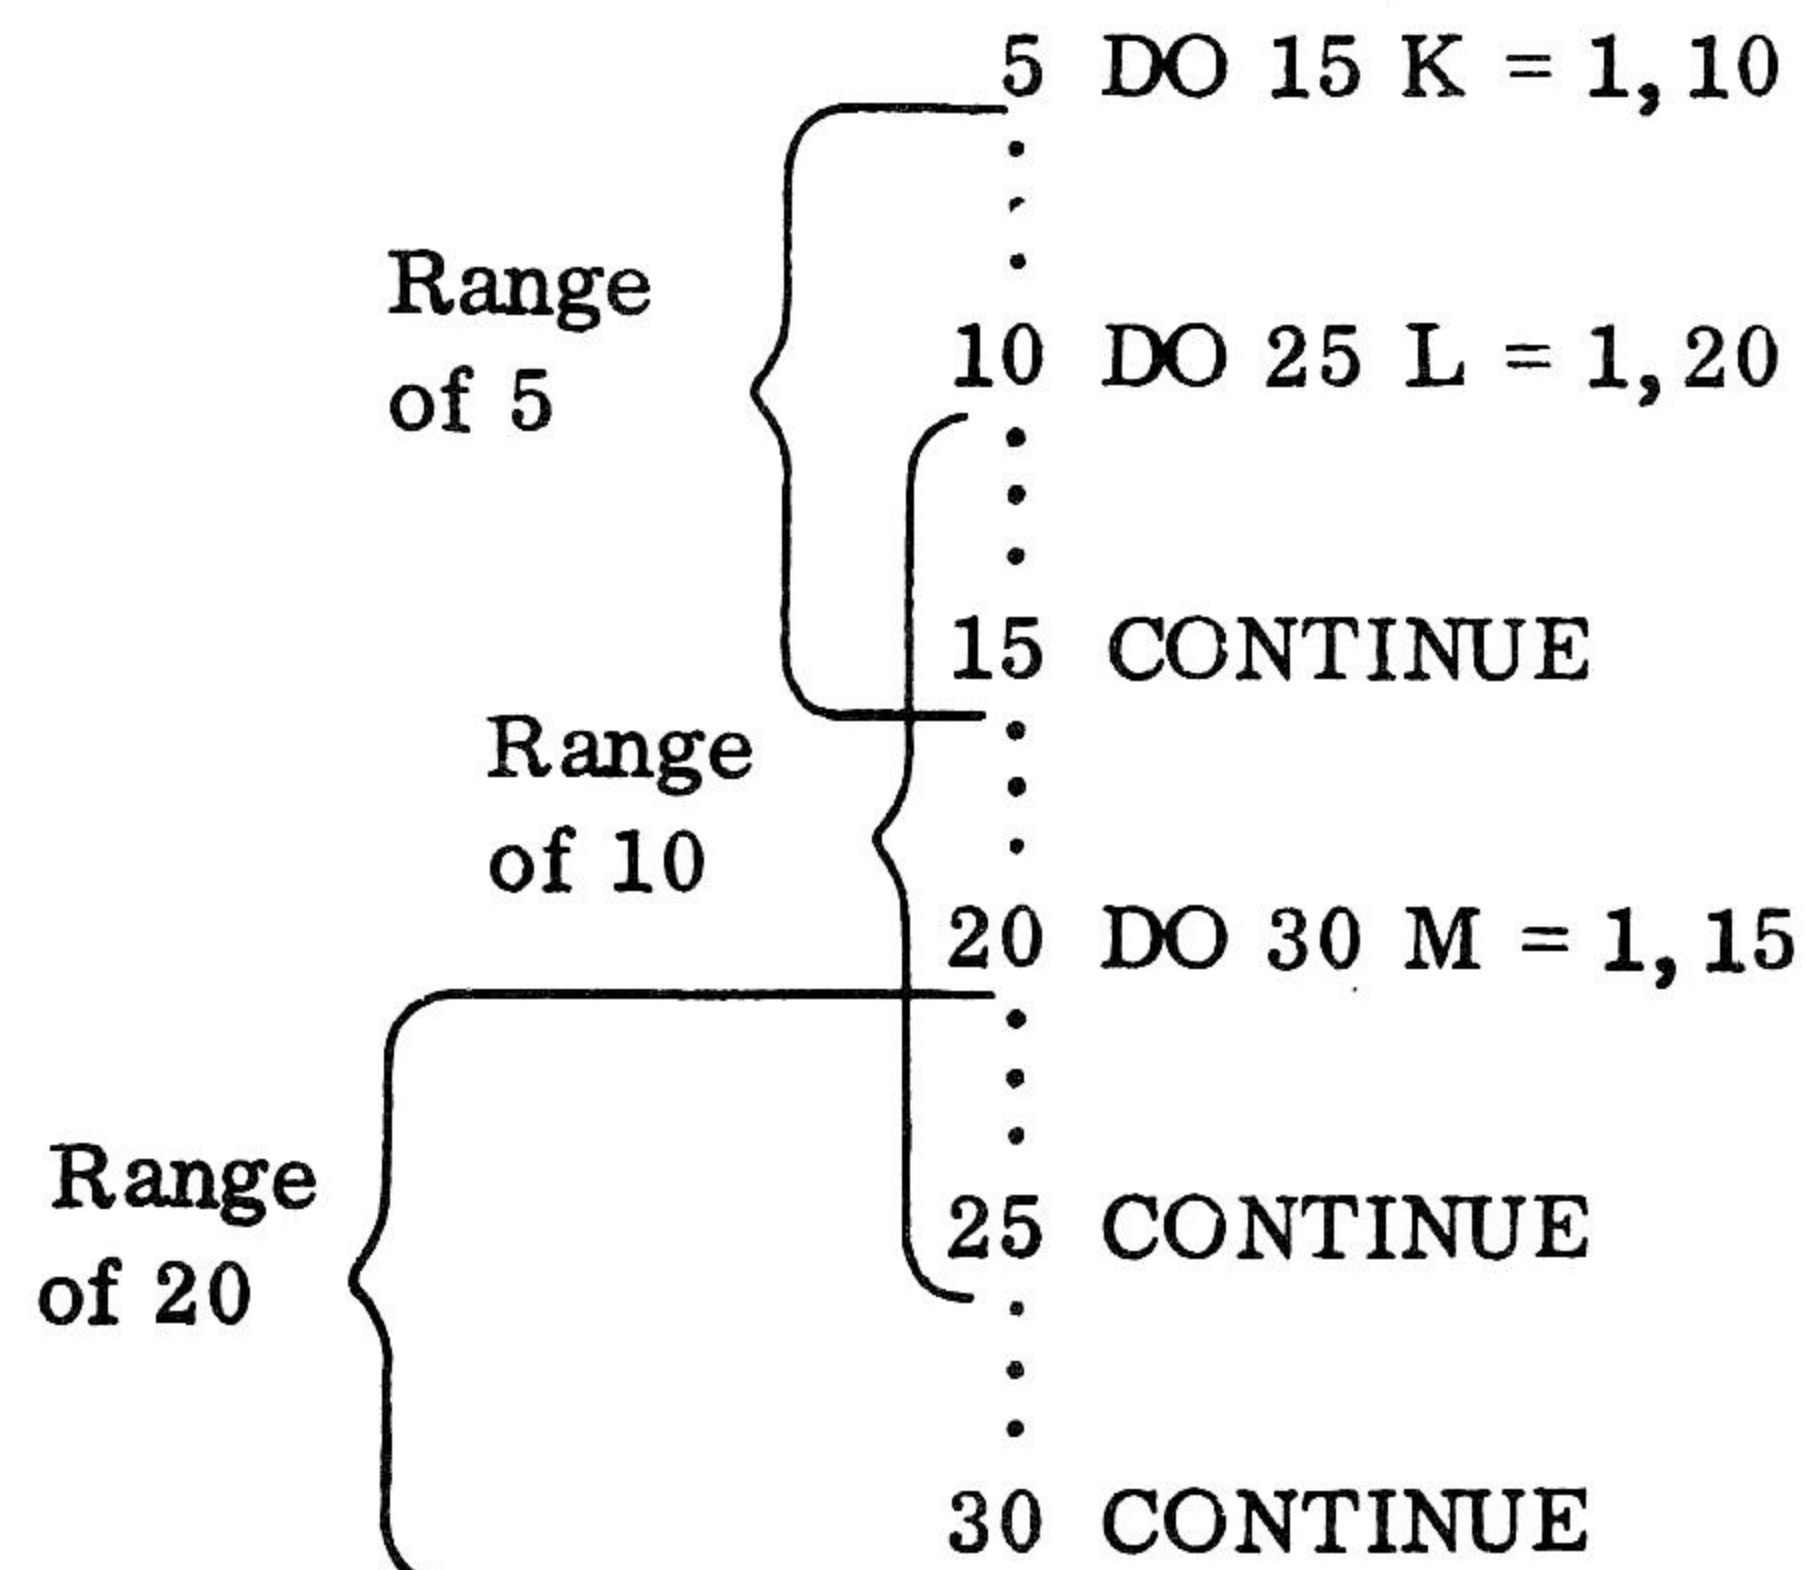 5 DO 15 K = 1, 10
.
.
.
Range
of 5
10 DO 25 L = 1, 20
.
.
.
15 CONTINUE
.
.
.
Range
of 10
20 DO 30 M = 1, 15
.
.
.
Range
of 20
25 CONTINUE
.
.
.
30 CONTINUE